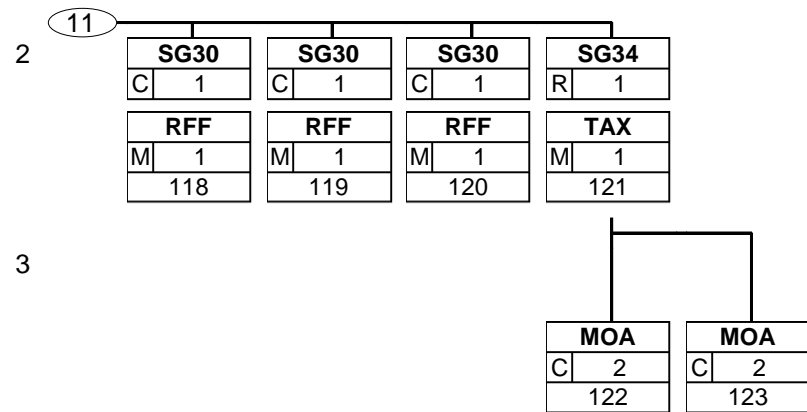 11
2
SG30 SG30 SG30 SG34
C 1 C 1 C 1 R 1
RFF RFF RFF TAX
M 1 M 1 M 1 M 1
118 119 120 121
3
MOA MOA
C 2 C 2
122 123